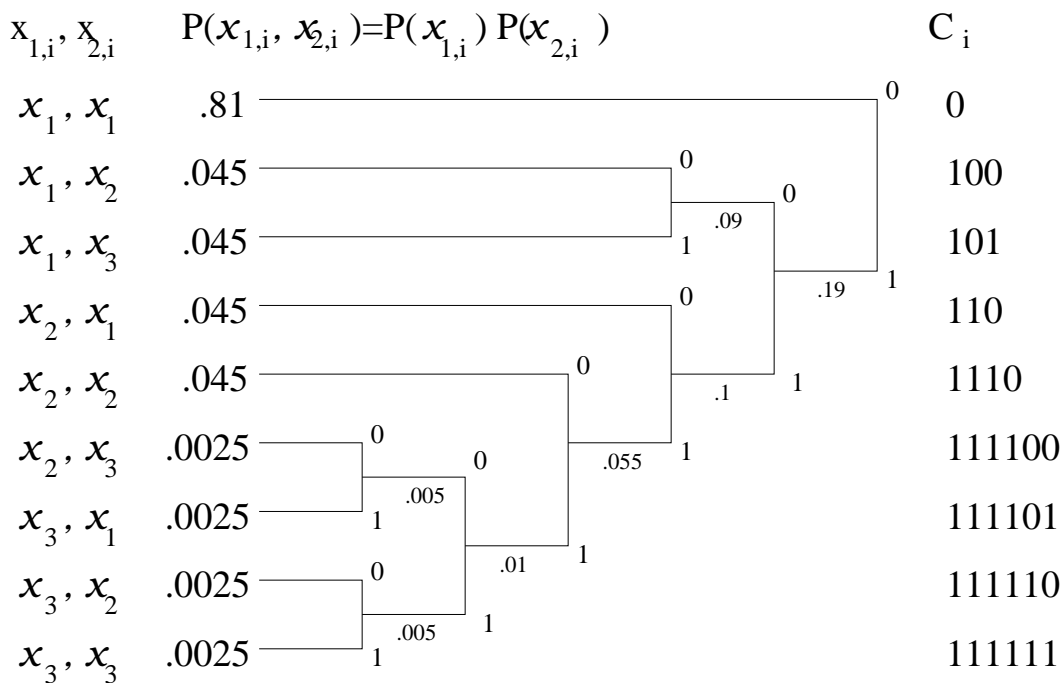 x1,i, x2,i P(x1,i, x2,i)=P(x1,i) P(x2,i) Ci
0
x1, x1 .81 0
0
x1, x2 .045 100
0
.09
x1, x3 .045 1 101
.19 1
0
x2, x1 .045 110
0
x2, x2 .045 .1 1 1110
0
x2, x3 .0025 0 .055 1 111100
.005
x3, x1 .0025 1 111101
.01 1
0
x3, x2 .0025 111110
.005 1
x3, x3 .0025 1 111111